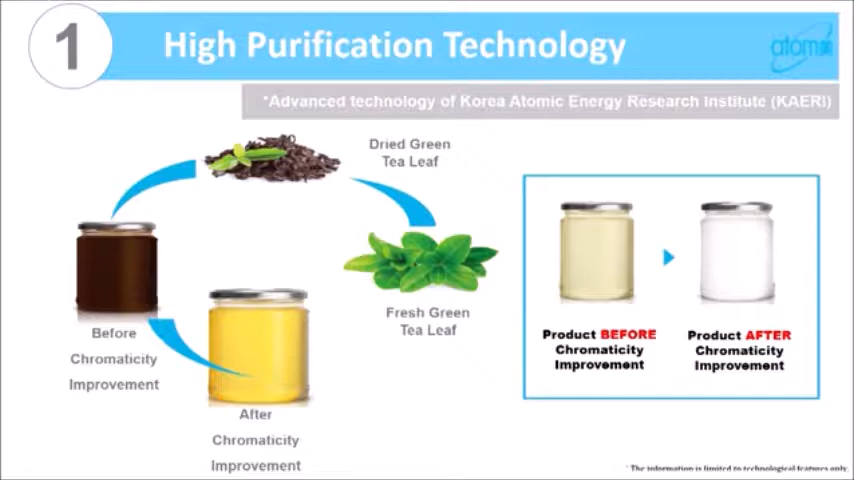 1
High Purification Technology
atomy
*Advanced technology of Korea Atomic Energy Research Institute (KAERI)
Dried Green
Tea Leaf
Fresh Green
Tea Leaf
Before
Chromaticity
Improvement
After
Chromaticity
Improvement
Product BEFORE
Chromaticity
Improvement
Product AFTER
Chromaticity
Improvement
* The information is limited to technological features only.